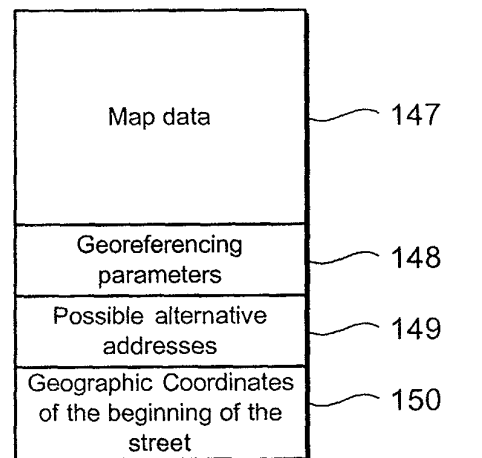 Map data
147
Georeferencing
parameters
148
Possible alternative
addresses
149
Geographic Coordinates
of the beginning of the
street
150